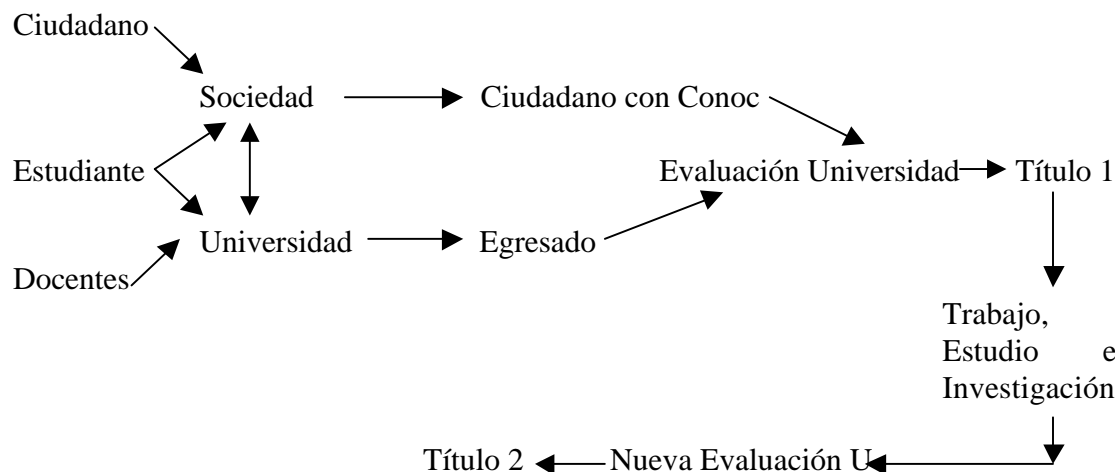 Ciudadano
Sociedad
Ciudadano con Conoc
Estudiante
Evaluación Universidad
Título 1
Universidad
Egresado
Docentes
Trabajo,
Estudio e
Investigación
Título 2
Nueva Evaluación U